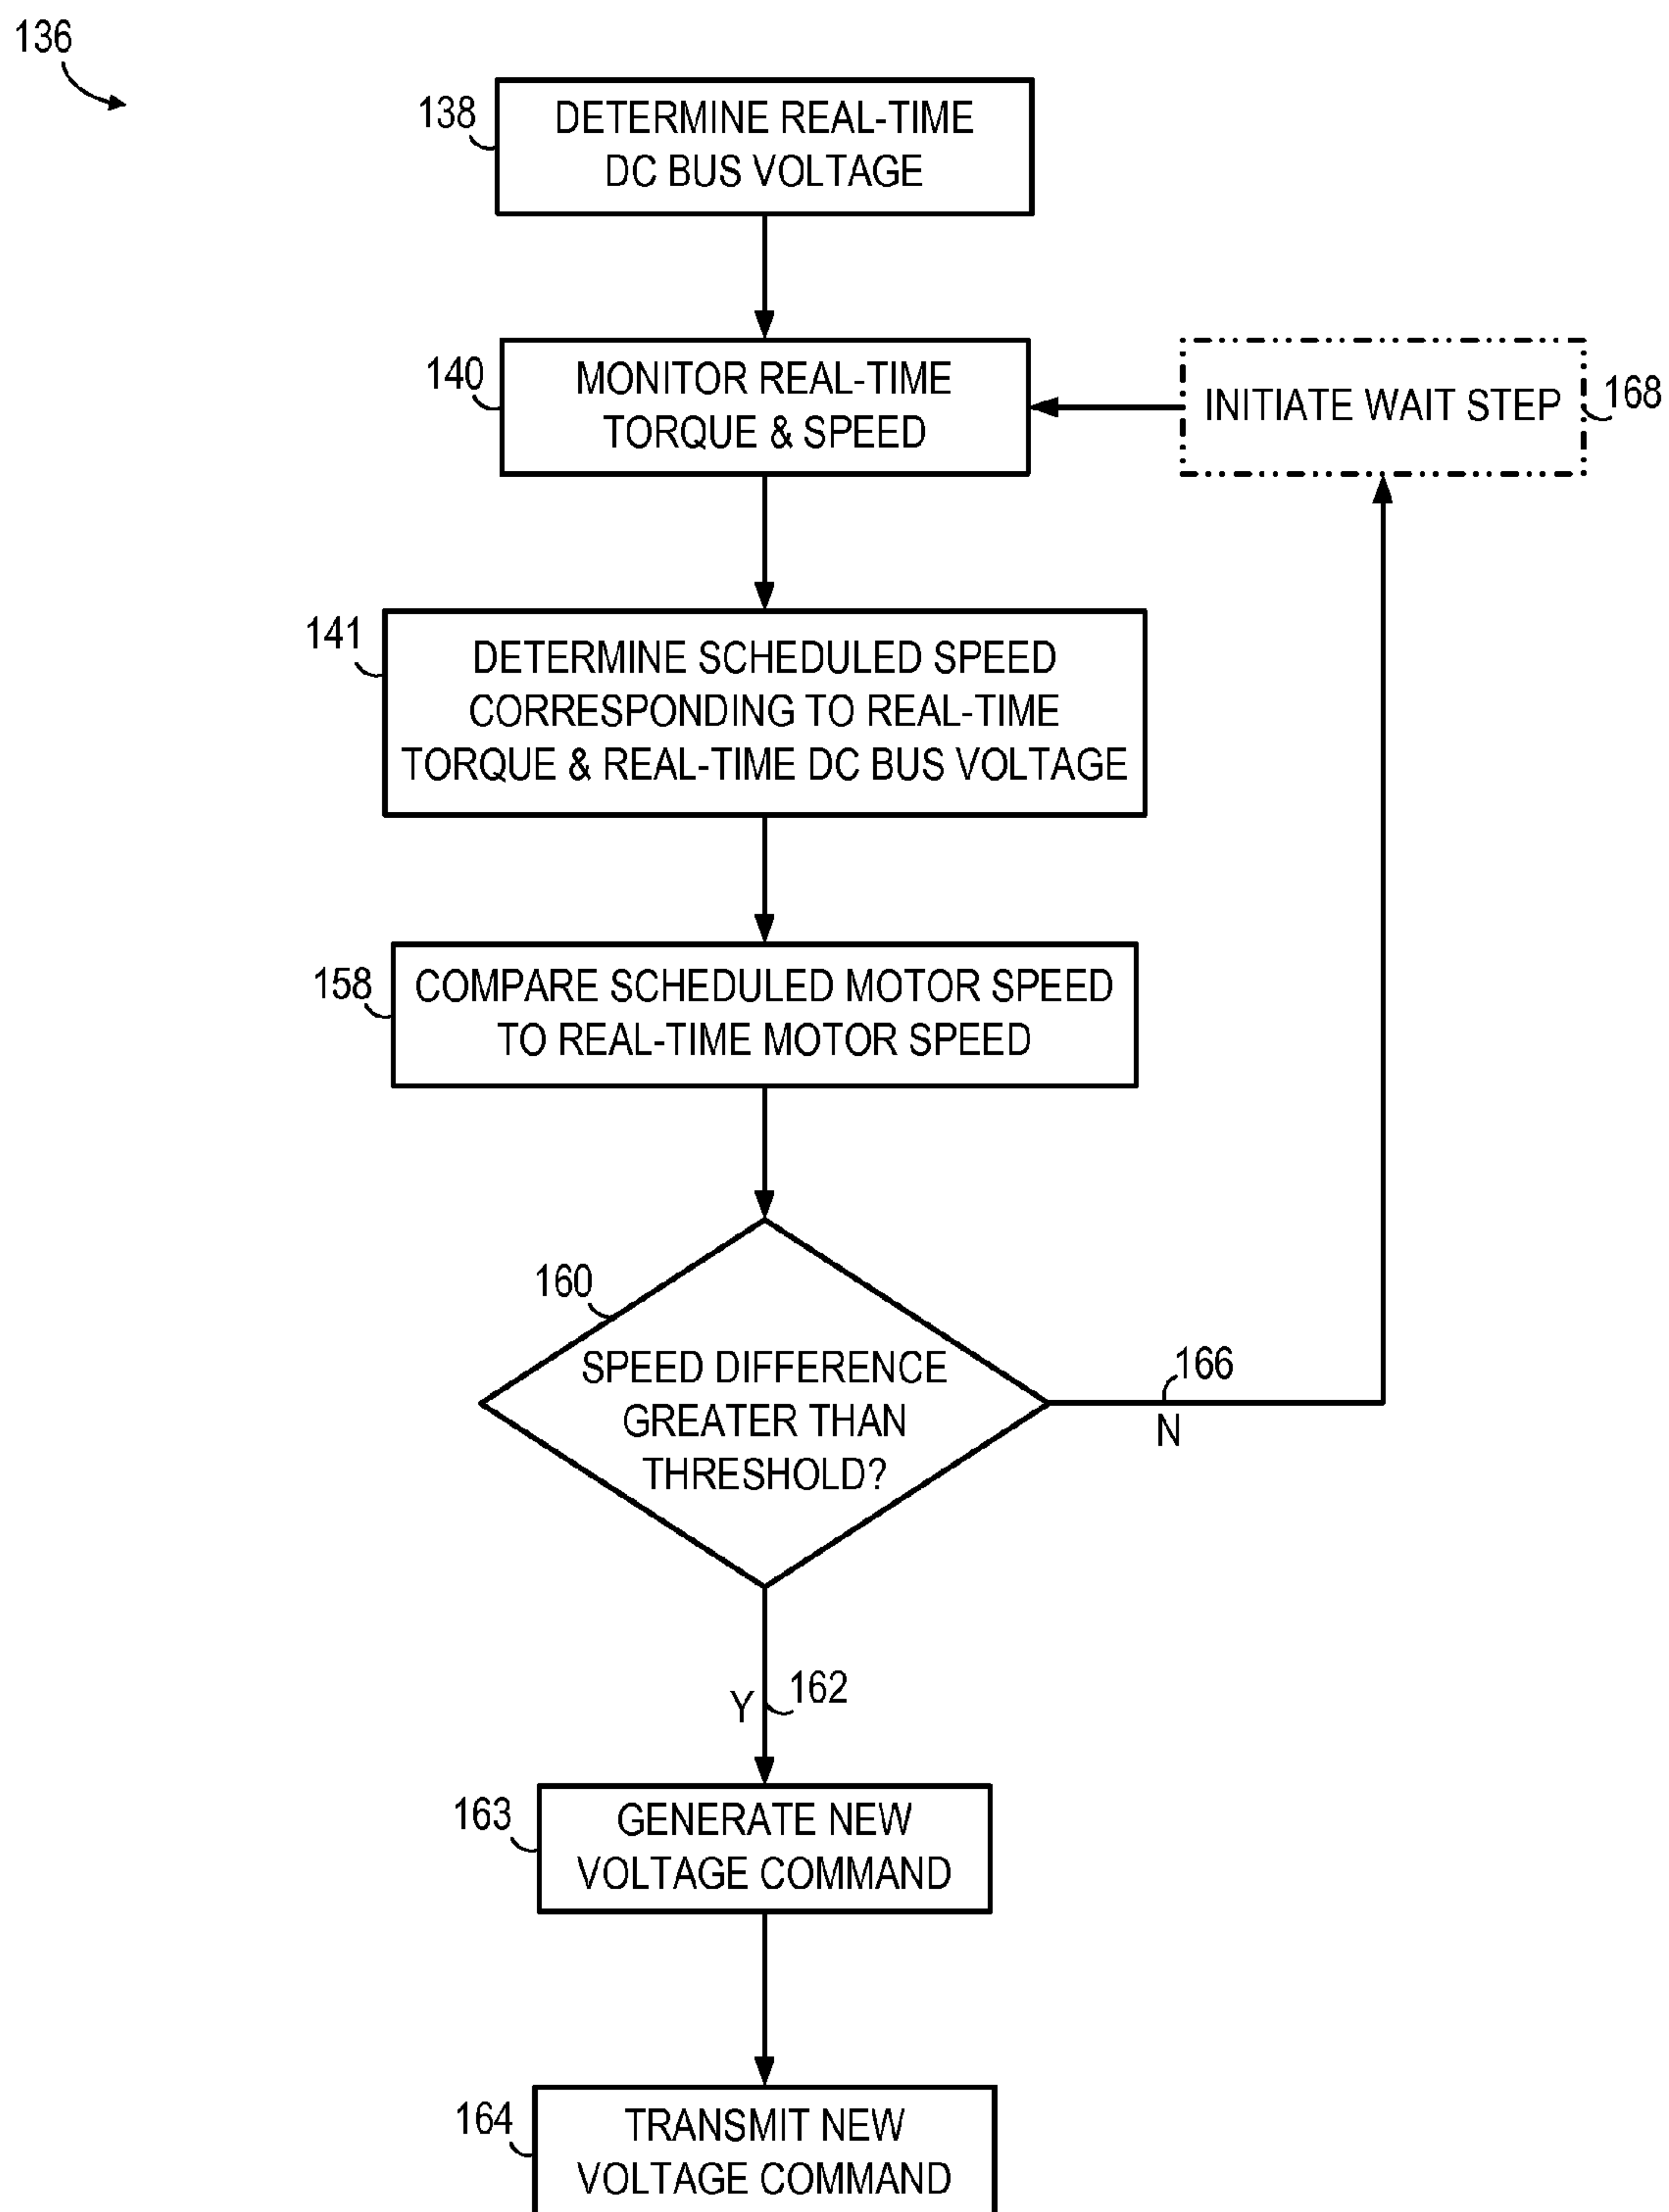 136
138
DETERMINE REAL-TIME
DC BUS VOLTAGE
140
MONITOR REAL-TIME
TORQUE & SPEED
INITIATE WAIT STEP
168
141
DETERMINE SCHEDULED SPEED
CORRESPONDING TO REAL-TIME
TORQUE & REAL-TIME DC BUS VOLTAGE
158
COMPARE SCHEDULED MOTOR SPEED
TO REAL-TIME MOTOR SPEED
160
SPEED DIFFERENCE
GREATER THAN
THRESHOLD?
166
N
Y
162
163
GENERATE NEW
VOLTAGE COMMAND
164
TRANSMIT NEW
VOLTAGE COMMAND